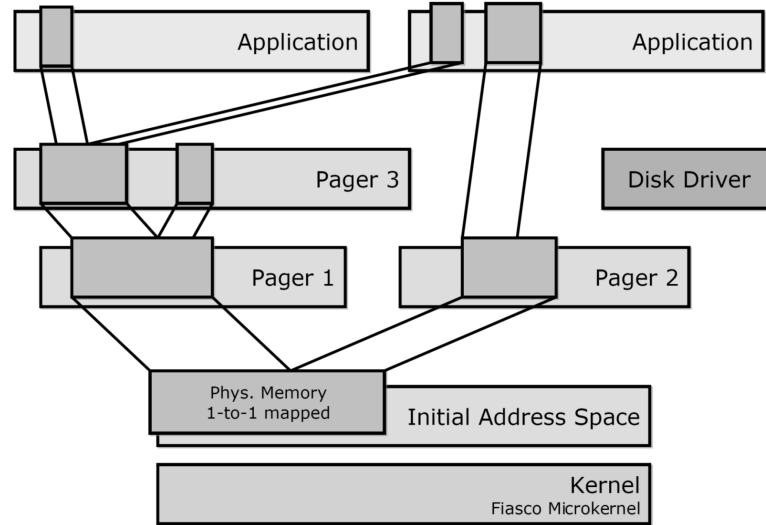 Application
Application
Pager 3
Disk Driver
Pager 1
Pager 2
Phys. Memory
1-to-1 mapped
Initial Address Space
Kernel
Fiasco Microkernel